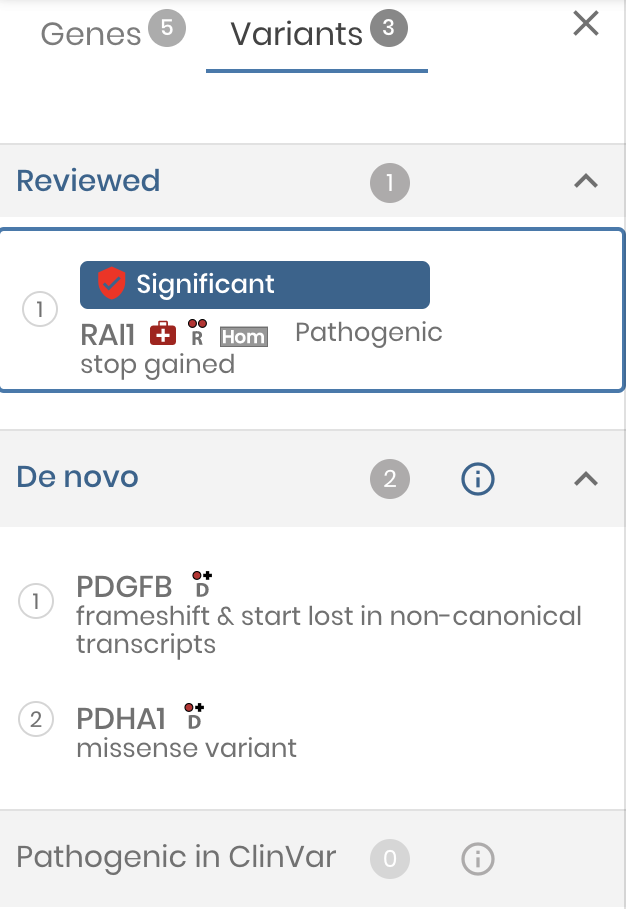 Genes 5 Variants 3
Reviewed 1
Significant
1
RAI1 R Hom Pathogenic
stop gained
De novo 2
1 PDGFB D
frameshift & start lost in non-canonical
transcripts
2 PDHA1 D
missense variant
Pathogenic in ClinVar 0